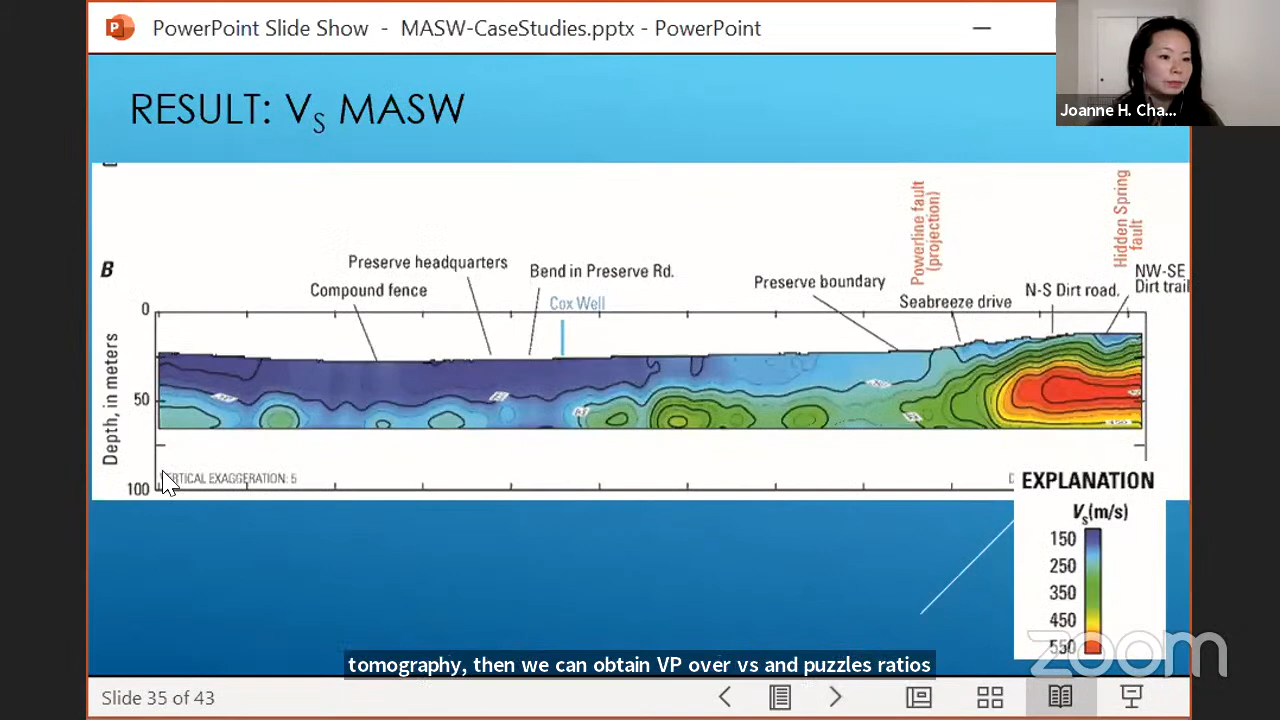 PowerPoint Slide Show - MASW-CaseStudies.pptx - PowerPoint
Joanne H. Cha...
RESULT: VS MASW
B
Powerline fault
(projection)
Hidden Spring
fault
Preserve headquarters
Bend in Preserve Rd.
Compound fence
Cox Well
Preserve boundary
Seabreeze drive
N-S Dirt road.
NW-SE
Dirt trail
Depth, in meters
0
50
100
VERTICAL EXAGGERATION: 5
EXPLANATION
Vs(m/s)
150
250
350
450
550
zoom
tomography, then we can obtain VP over vs and puzzles ratios
Slide 35 of 43